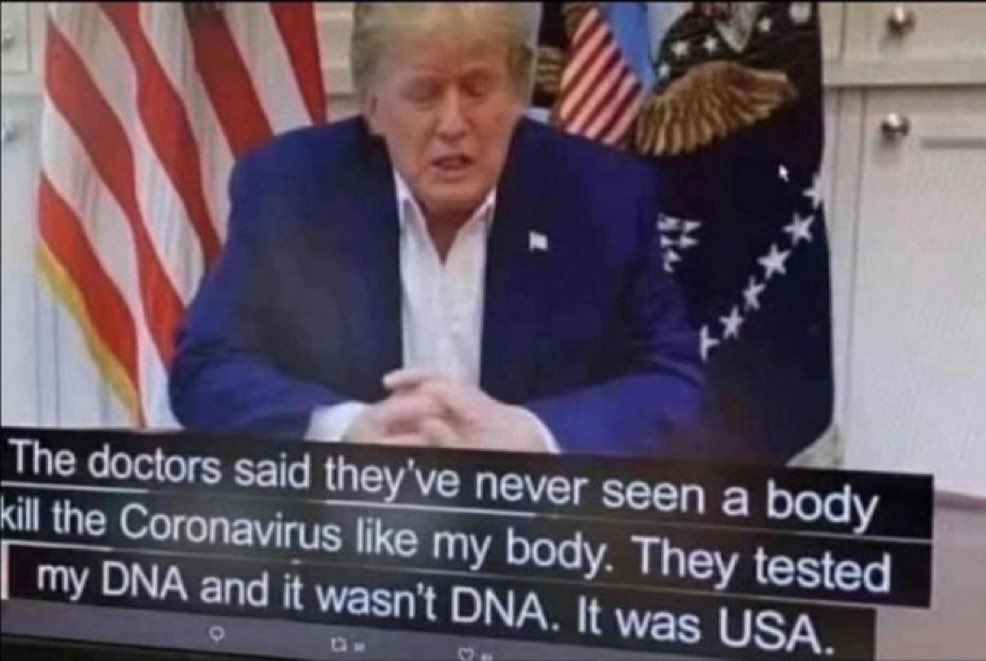 The doctors said they've never seen a body
kill the Coronavirus like my body. They tested
my DNA and it wasn't DNA. It was USA.